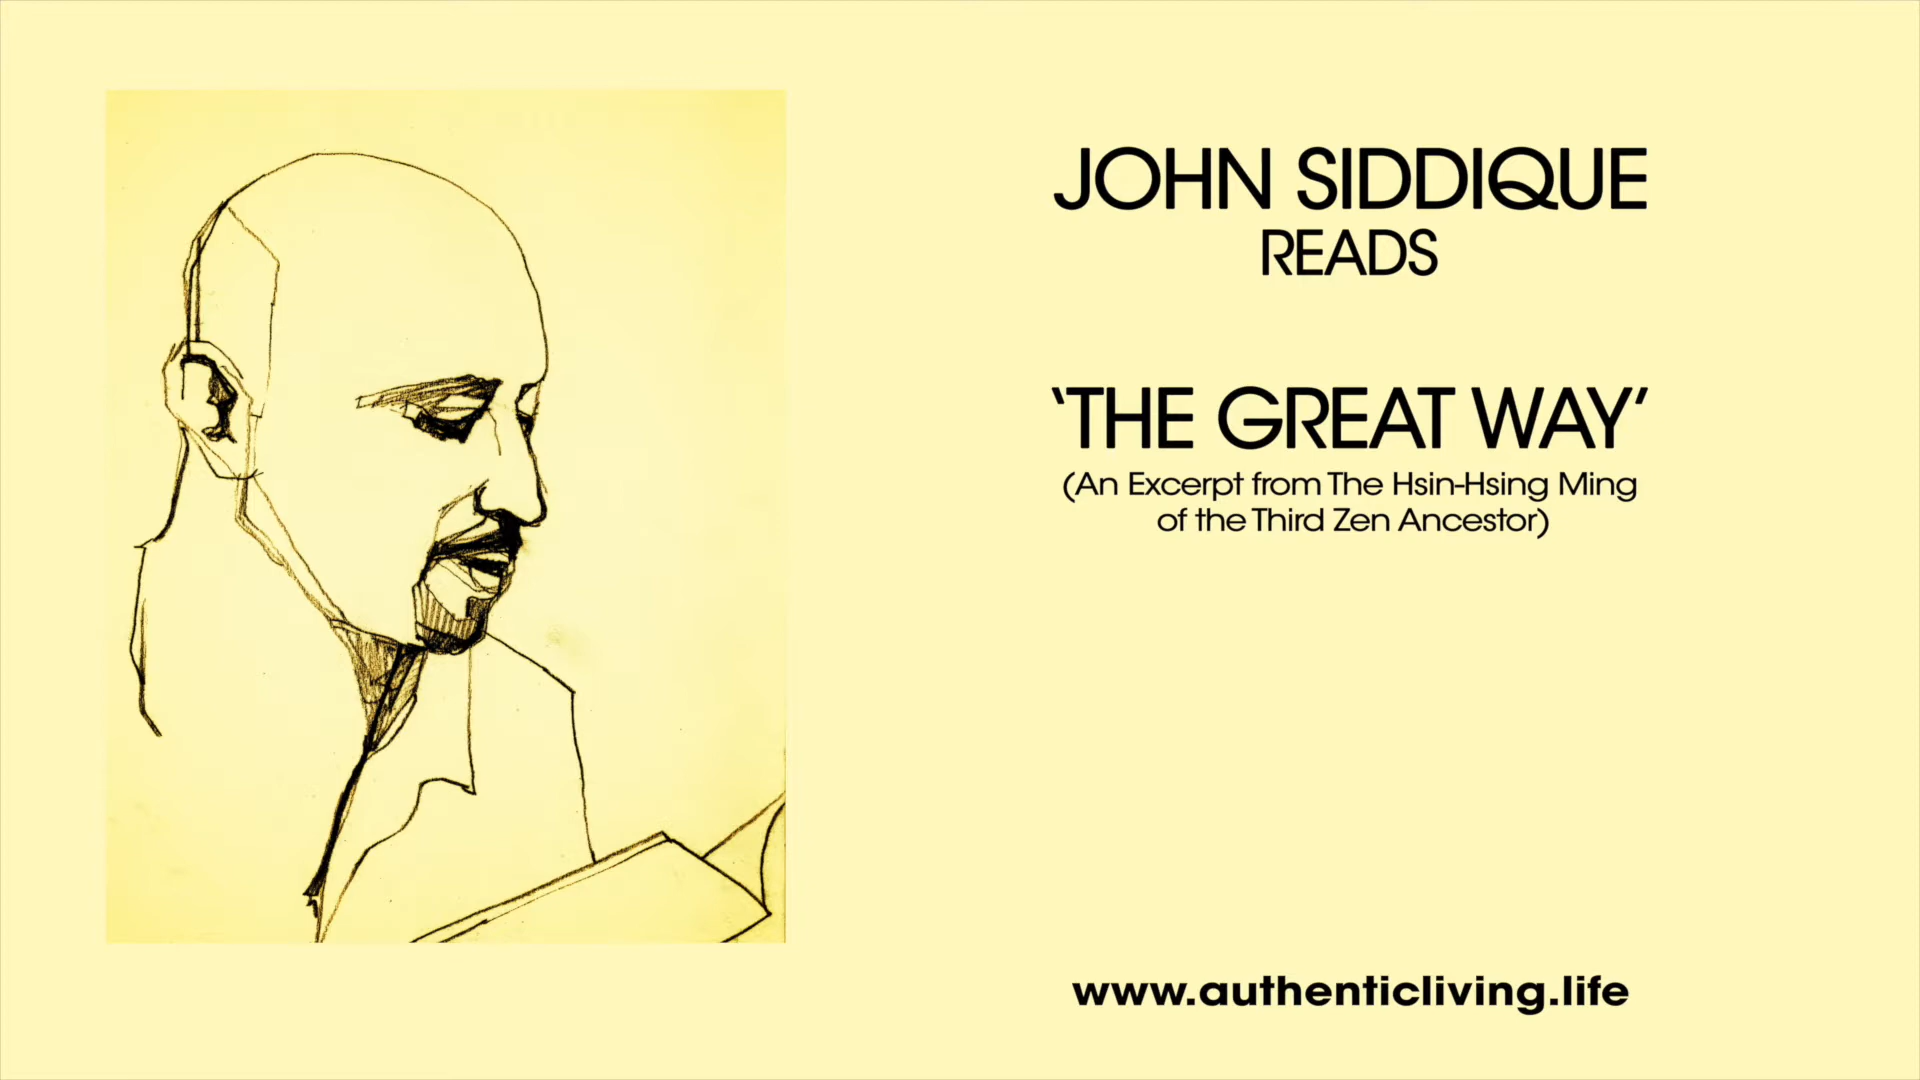 JOHN SIDDIQUE
READS
‘THE GREAT WAY’
(An Excerpt from The Hsin-Hsing Ming
of the Third Zen Ancestor)
www.authenticliving.life